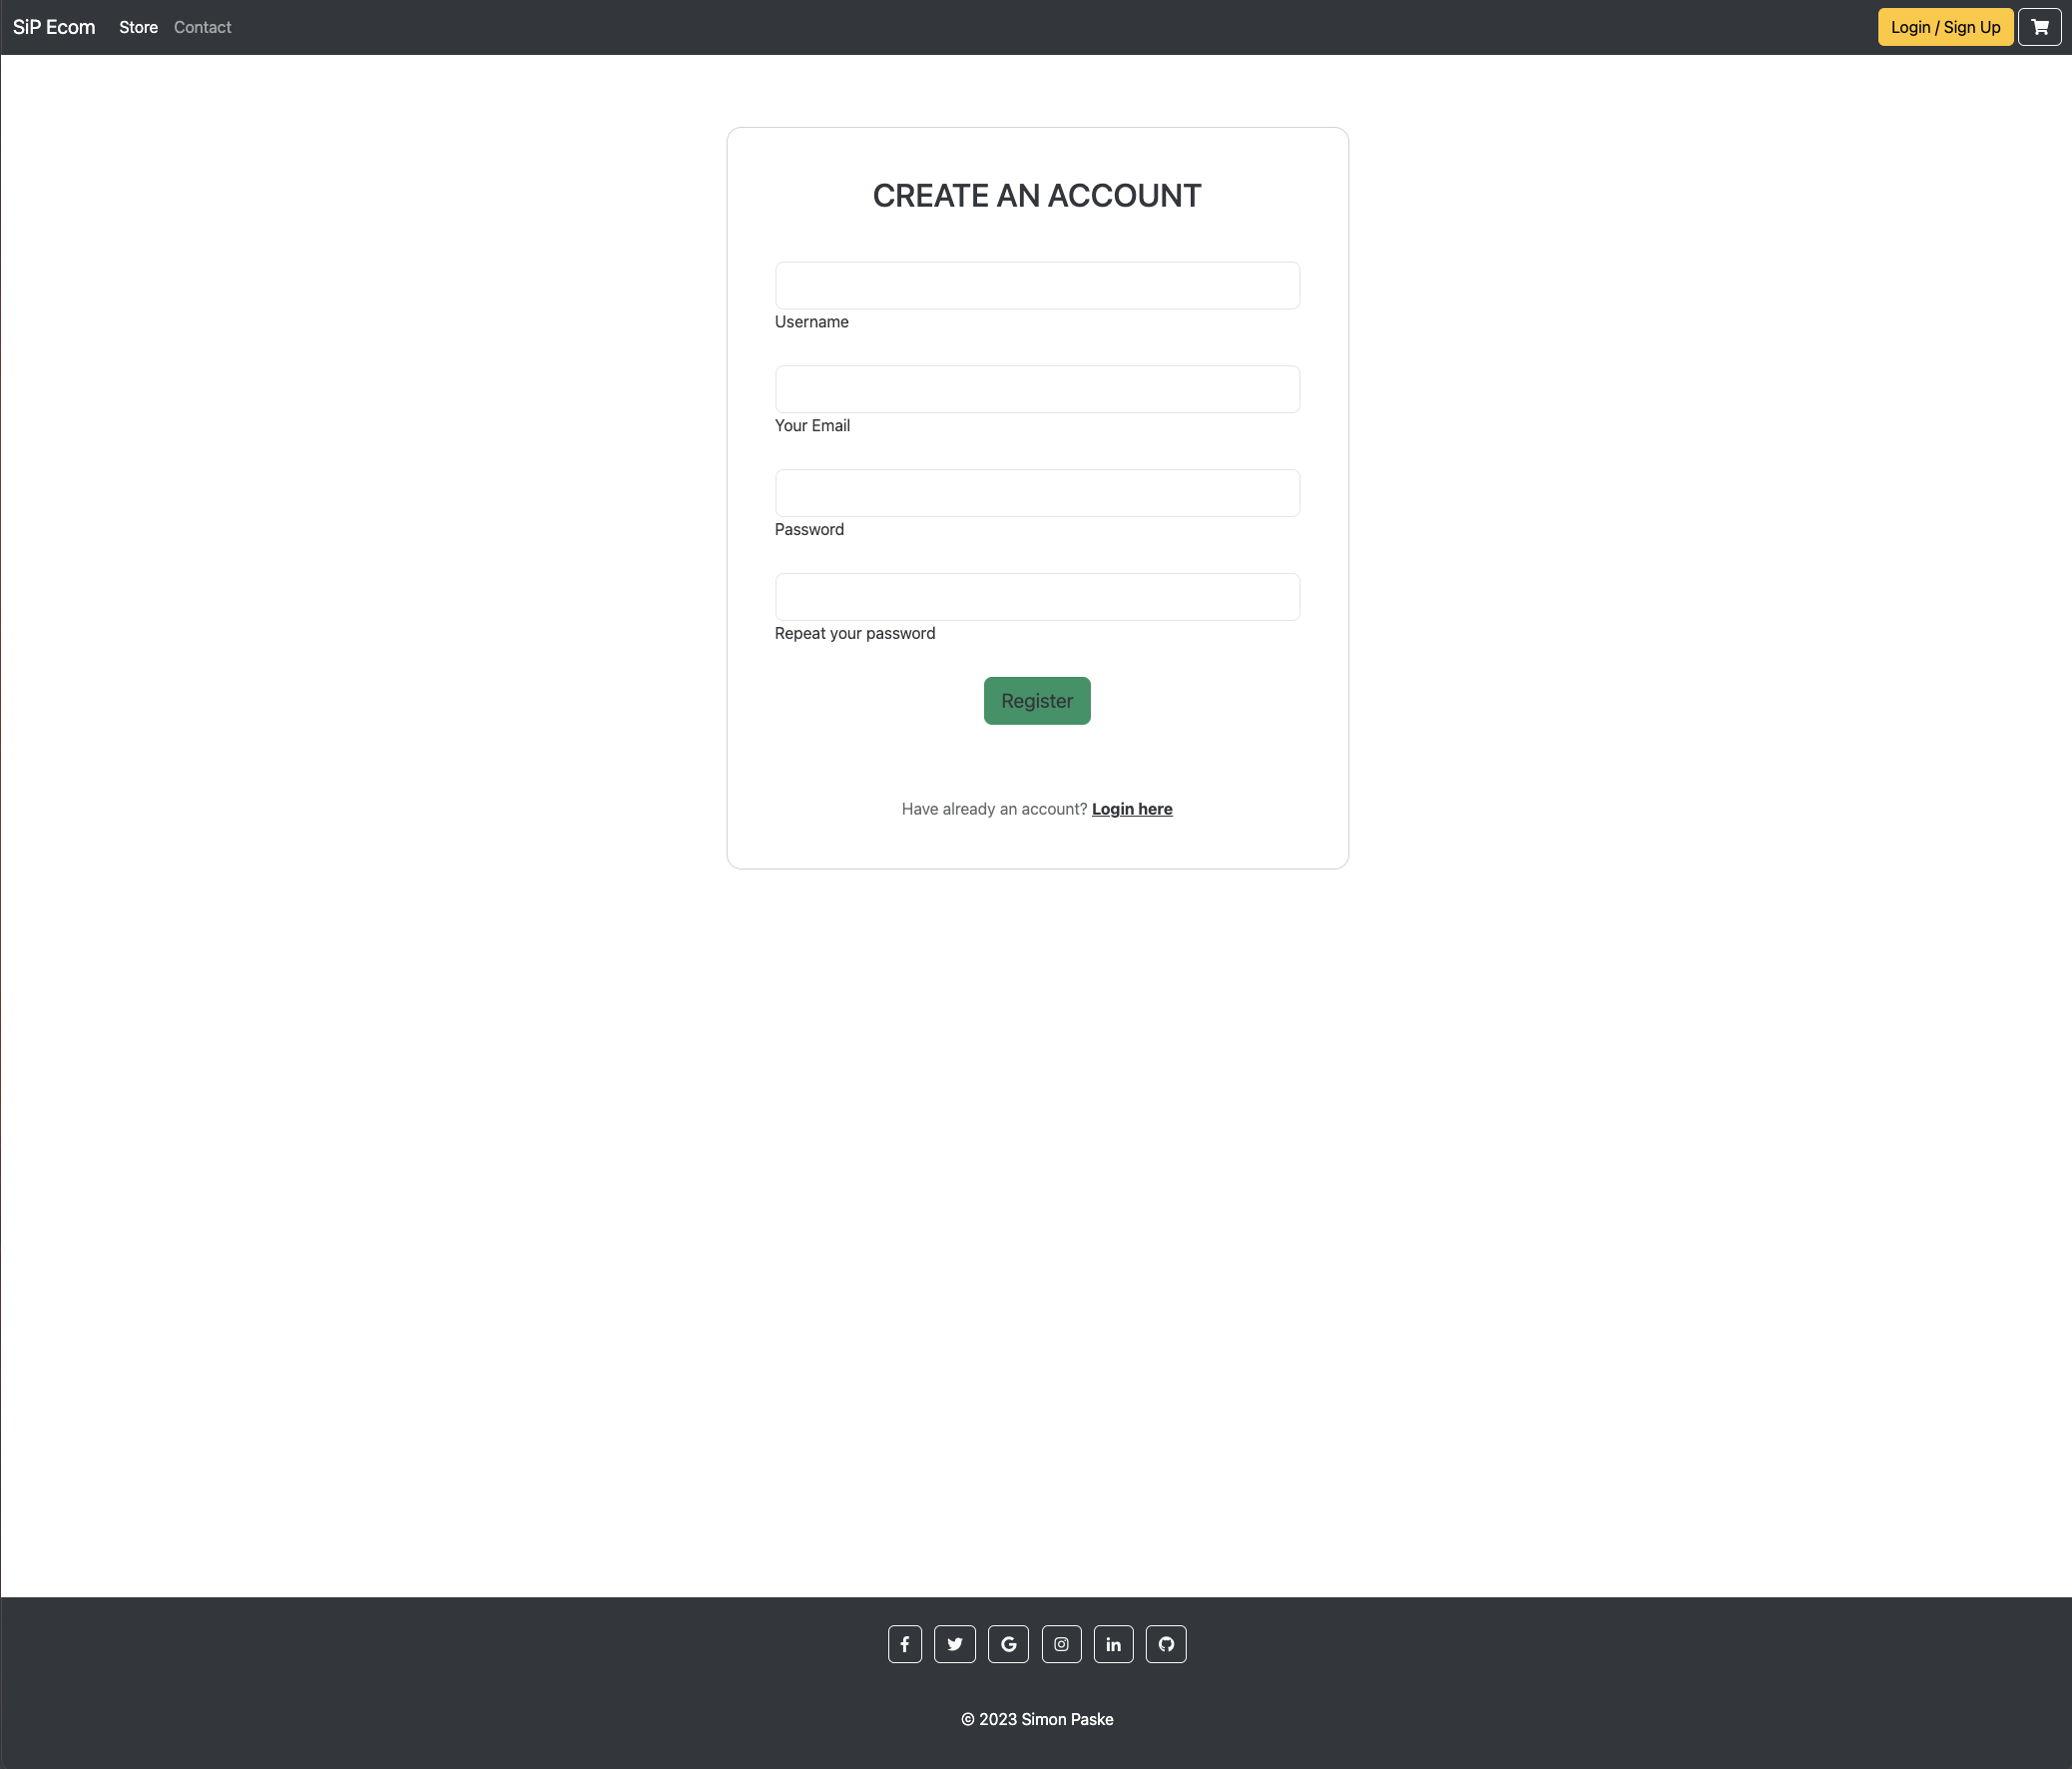 SiP Ecom Store Contact Login / Sign Up
CREATE AN ACCOUNT
Username
Your Email
Password
Repeat your password
Register
Have already an account? Login here
© 2023 Simon Paske